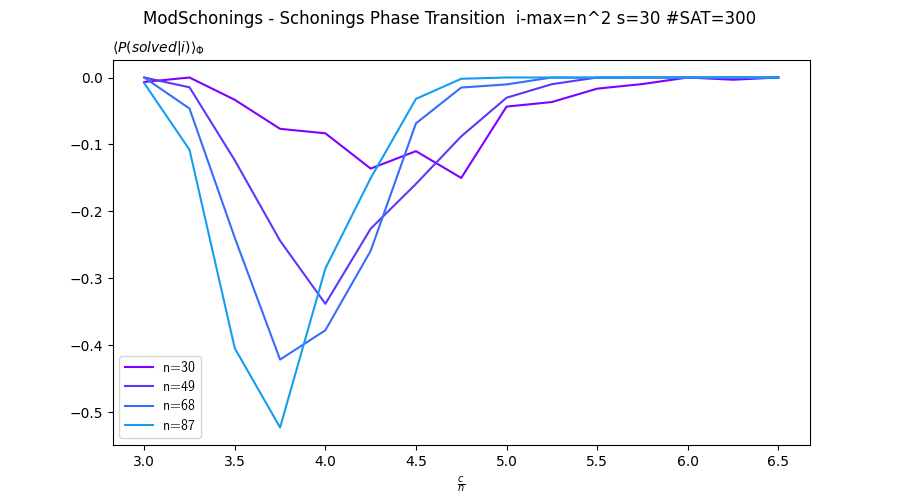 ModSchonings - Schonings Phase Transition  i-max=n^2 s=30 #SAT=300
⟨P(solved|i)⟩Φ
0.0
−0.1
−0.2
−0.3
−0.4
−0.5
n=30
n=49
n=68
n=87
3.0 3.5 4.0 4.5 5.0 5.5 6.0 6.5
c/n